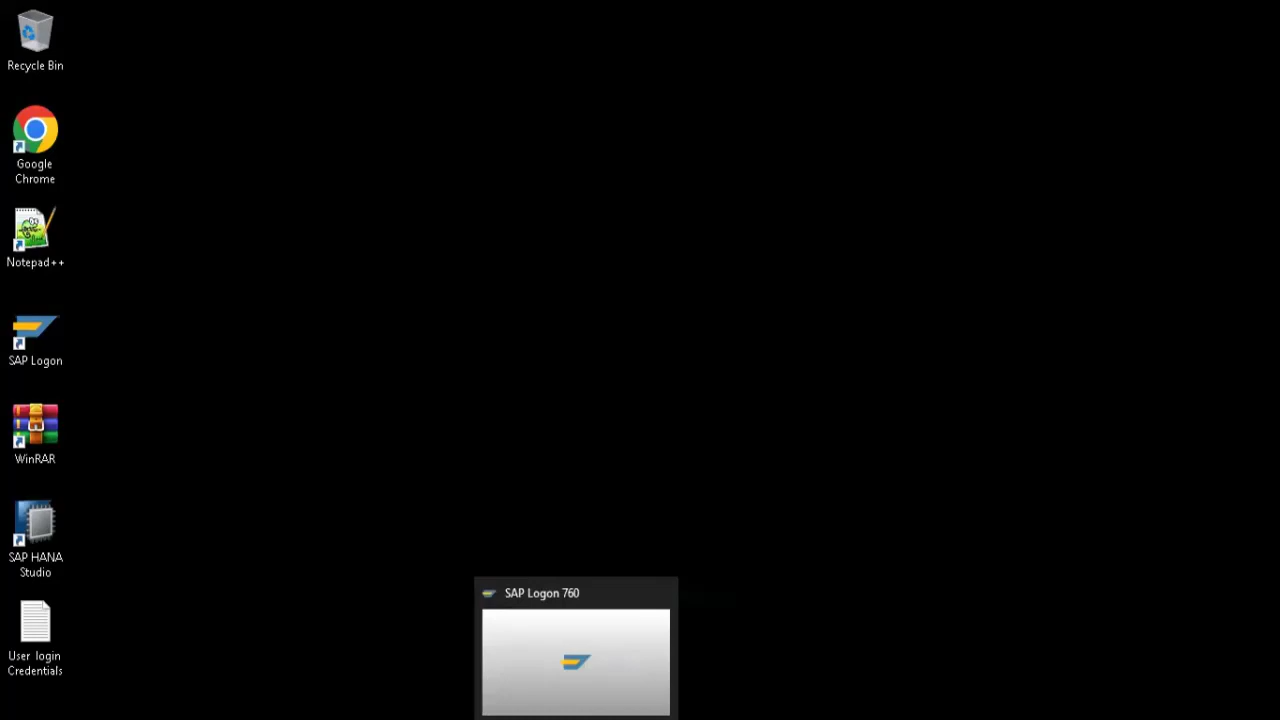 Recycle Bin
Google
Chrome
Notepad++
SAP Logon
WinRAR
SAP HANA
Studio
User login
Credentials
SAP Logon 760